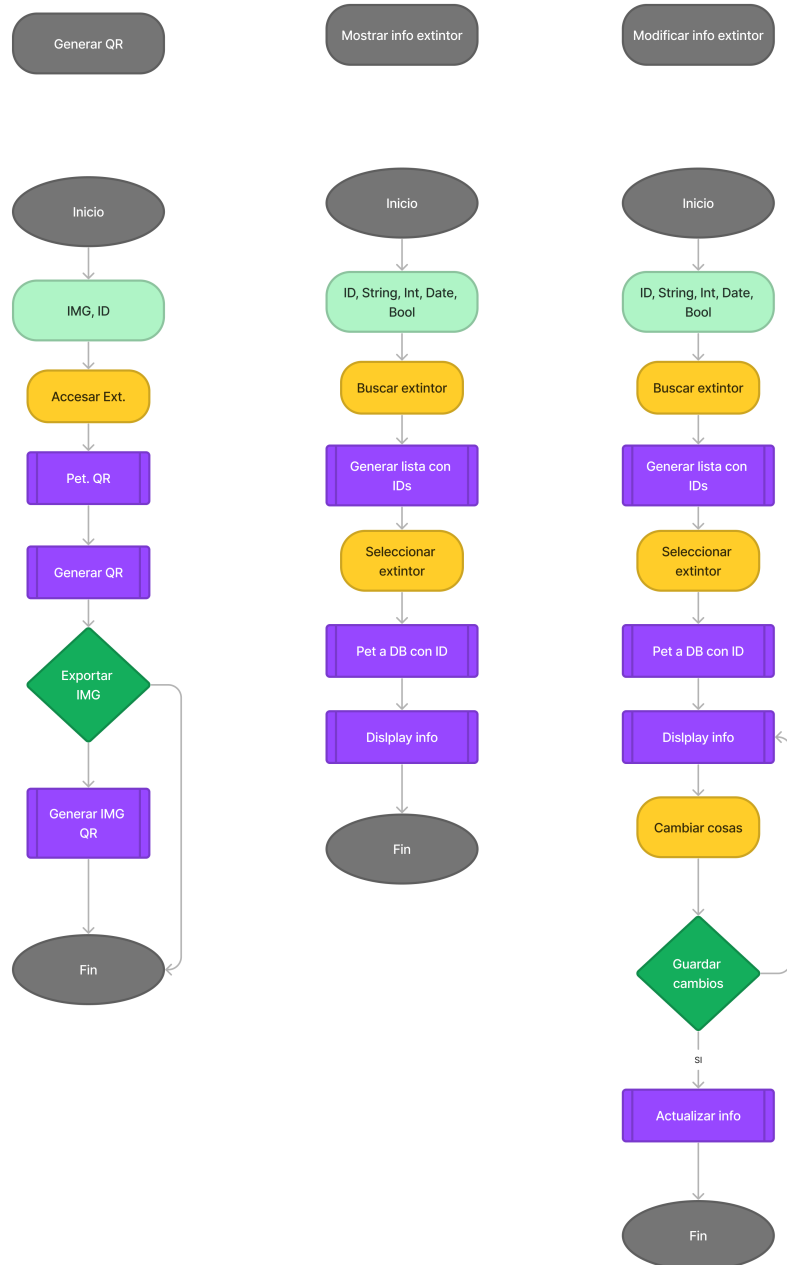 Generar QR
Inicio
IMG, ID
Accesar Ext.
Pet. QR
Generar QR
Exportar
IMG
Generar IMG
QR
Fin
Mostrar info extintor
Inicio
ID, String, Int, Date,
Bool
Buscar extintor
Generar lista con
IDs
Seleccionar
extintor
Pet a DB con ID
Dislplay info
Fin
Modificar info extintor
Inicio
ID, String, Int, Date,
Bool
Buscar extintor
Generar lista con
IDs
Seleccionar
extintor
Pet a DB con ID
Dislplay info
Cambiar cosas
Guardar
cambios
SI
Actualizar info
Fin